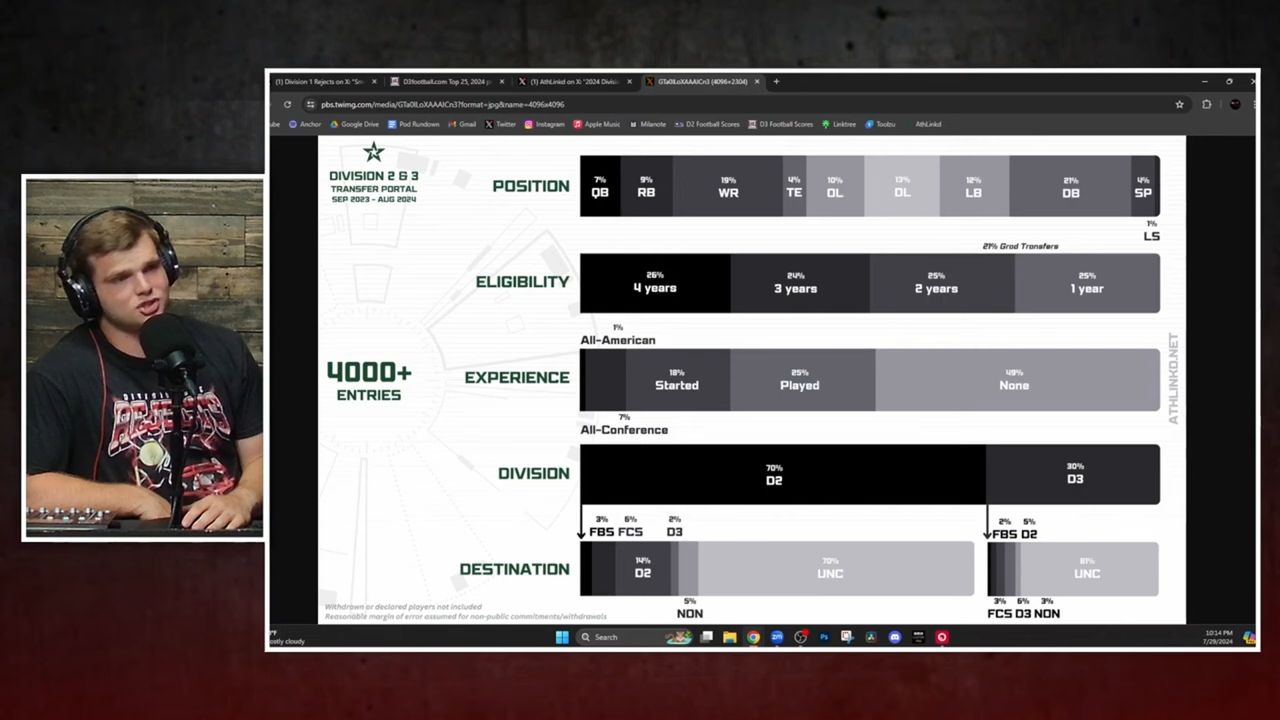 (1) Division 1 Rejects on X: "Sm
D3football.com Top 25, 2024 p
(1) AthLinkd on X: "2024 Divisi
GTa0ILoXAAAlCn3 (4096×2304)
pbs.twimg.com/media/GTa0ILoXAAAlCn3?format=jpg&name=4096x4096
ube Anchor Google Drive Pod Rundown Gmail Twitter Instagram Apple Music Milanote D2 Football Scores D3 Football Scores Linktree Toolzu AthLinkd
DIVISION 2 & 3
TRANSFER PORTAL
SEP 2023 - AUG 2024
POSITION
7% 9% 19% 4% 10% 13% 12% 21% 4%
QB RB WR TE OL DL LB DB SP
1%
LS
21% Grad Transfers
ELIGIBILITY
26% 24% 25% 25%
4 years 3 years 2 years 1 year
1%
All-American
4000+
ENTRIES
EXPERIENCE
18% 25% 49%
Started Played None
7%
All-Conference
ATHLINKD.NET
DIVISION
70% 30%
D2 D3
3% 6% 2% 2% 5%
FBS FCS D3 FBS D2
DESTINATION
14% 70% 81%
D2 UNC UNC
5% 3% 6% 3%
NON FCS D3 NON
Withdrawn or declared players not included
Reasonable margin of error assumed for non-public commitments/withdrawals
ostly cloudy
Search
10:14 PM
7/29/2024
REJECTS